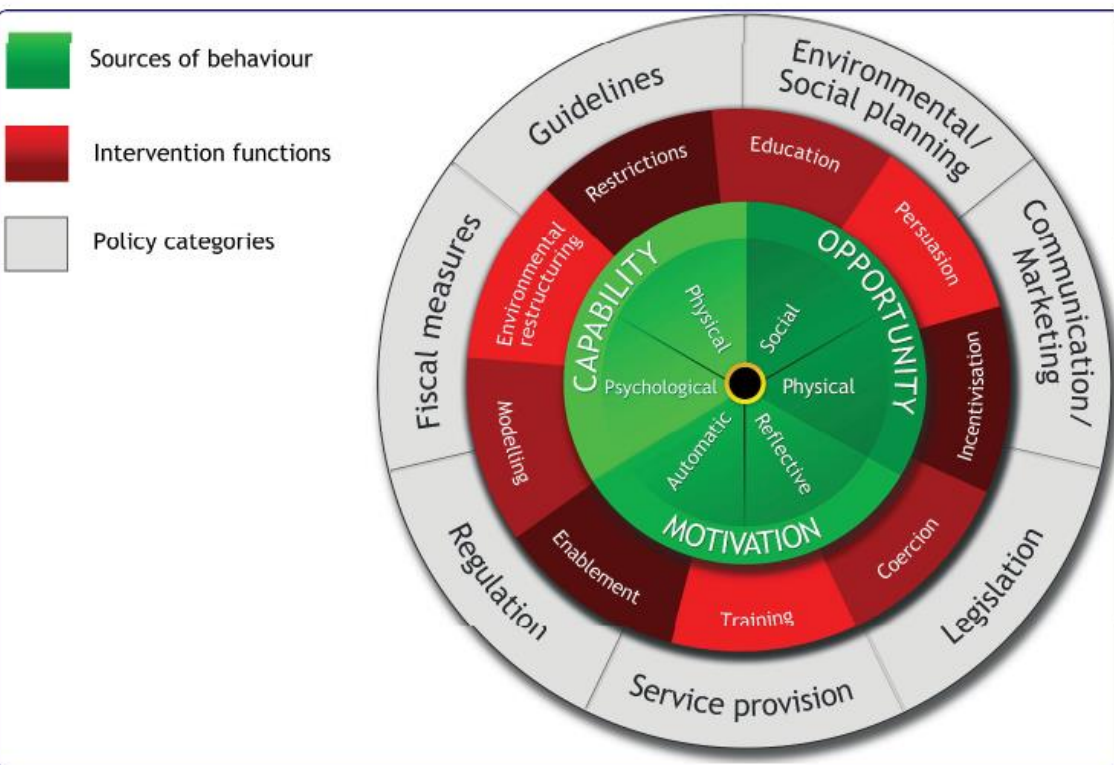 Sources of behaviour
Intervention functions
Policy categories
Guidelines
Environmental/
Social planning
Communication/
Marketing
Legislation
Service provision
Regulation
Fiscal measures
Restrictions
Education
Persuasion
Incentivisation
Coercion
Training
Enablement
Modelling
Environmental
restructuring
CAPABILITY
OPPORTUNITY
MOTIVATION
Physical
Social
Psychological
Physical
Automatic
Reflective